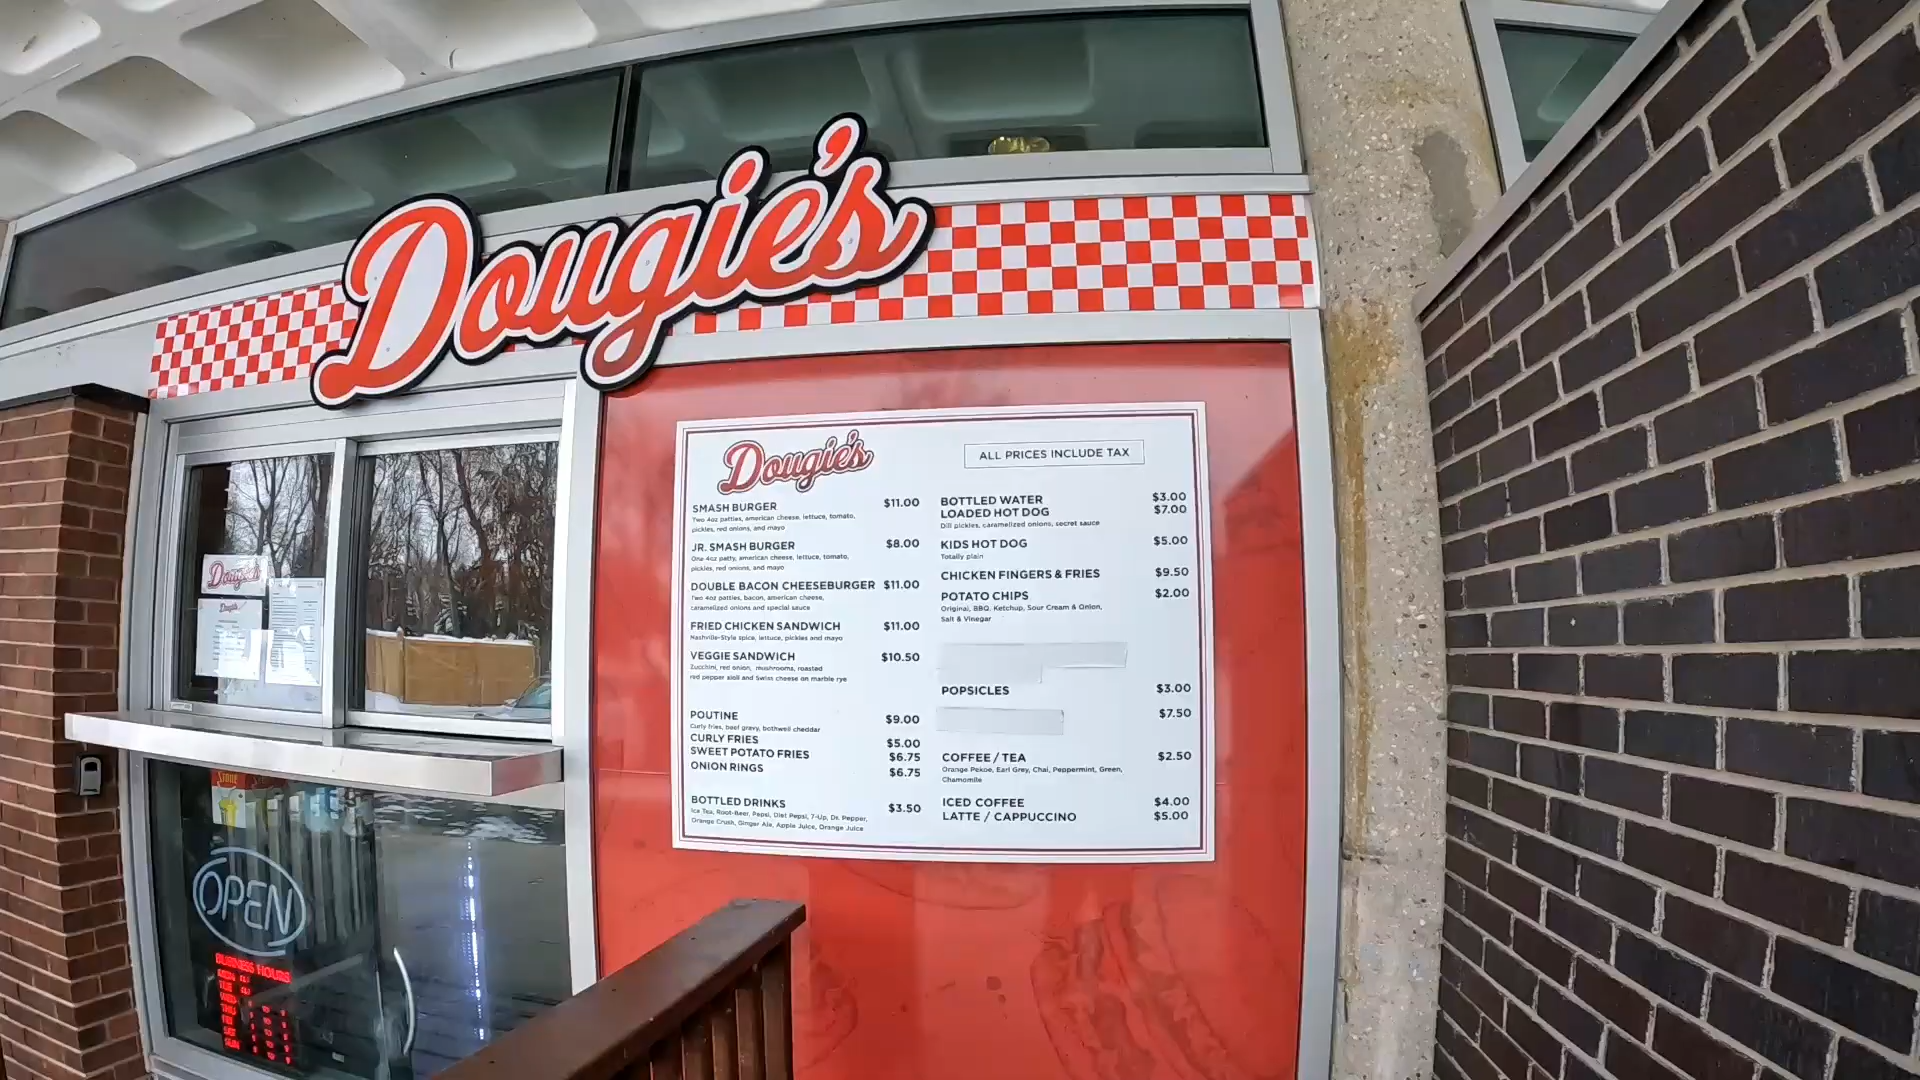 Dougie's
Dougie's
ALL PRICES INCLUDE TAX
SMASH BURGER $11.00
Two 4oz patties, american cheese, lettuce, tomato,
pickles, red onions, and mayo
JR. SMASH BURGER $8.00
One 4oz patty, american cheese, lettuce, tomato,
pickles, red onions, and mayo
DOUBLE BACON CHEESEBURGER $11.00
Two 4oz patties, bacon, american cheese,
caramelized onions and special sauce
FRIED CHICKEN SANDWICH $11.00
Nashville-Style spice, lettuce, pickles and mayo
VEGGIE SANDWICH $10.50
Zucchini, red onion, mushrooms, roasted
red pepper aioli and Swiss cheese on marble rye
POUTINE $9.00
Curly fries, beef gravy, bothwell cheddar
CURLY FRIES $5.00
SWEET POTATO FRIES $6.75
ONION RINGS $6.75
BOTTLED DRINKS $3.50
Ice Tea, Root-Beer, Pepsi, Diet Pepsi, 7-Up, Dr. Pepper,
Orange Crush, Ginger Ale, Apple Juice, Orange Juice
BOTTLED WATER $3.00
LOADED HOT DOG $7.00
Dill pickles, caramelized onions, secret sauce
KIDS HOT DOG $5.00
Totally plain
CHICKEN FINGERS & FRIES $9.50
POTATO CHIPS $2.00
Original, BBQ, Ketchup, Sour Cream & Onion,
Salt & Vinegar
POPSICLES $3.00
$7.50
COFFEE / TEA $2.50
Orange Pekoe, Earl Grey, Chai, Peppermint, Green,
Chamomile
ICED COFFEE $4.00
LATTE / CAPPUCCINO $5.00
Dougie's
OPEN
BUSINESS HOURS
MON
TUE
WED
THU
FRI
SAT
SUN